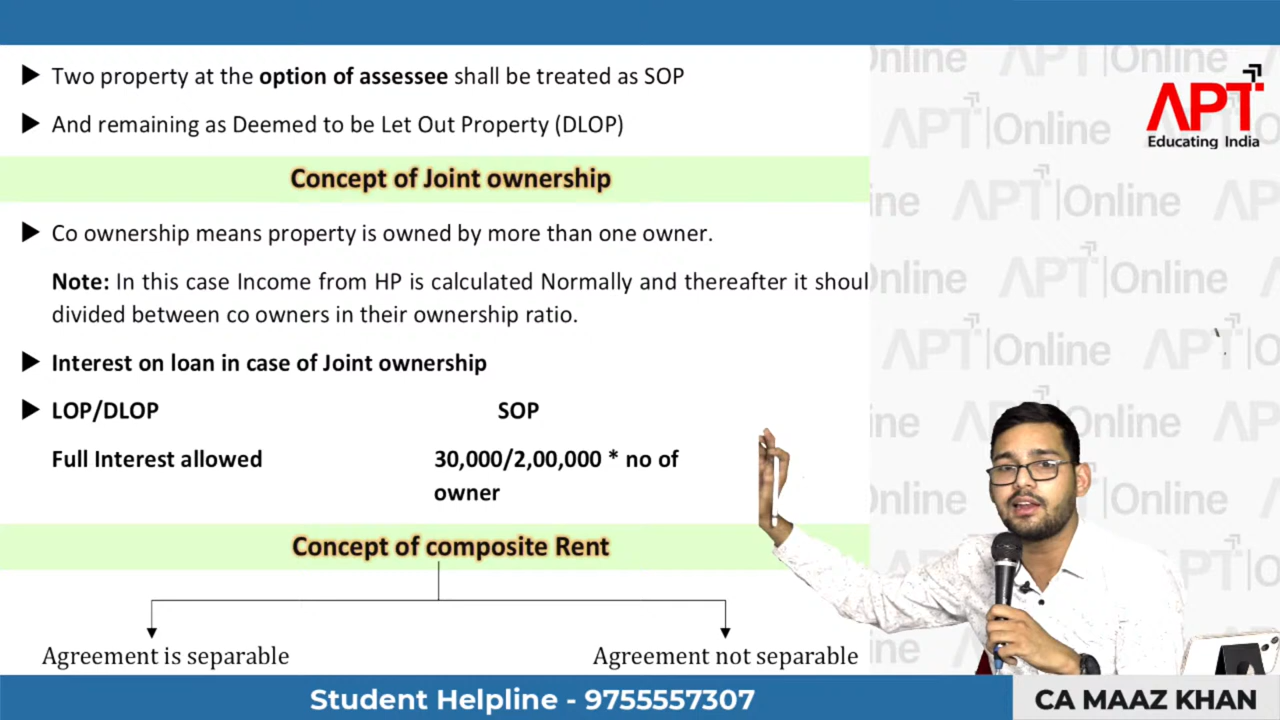 ▶ Two property at the option of assessee shall be treated as SOP
▶ And remaining as Deemed to be Let Out Property (DLOP)
Concept of Joint ownership
▶ Co ownership means property is owned by more than one owner.
Note: In this case Income from HP is calculated Normally and thereafter it shoul
divided between co owners in their ownership ratio.
▶ Interest on loan in case of Joint ownership
▶ LOP/DLOP SOP
Full Interest allowed 30,000/2,00,000 * no of
owner
Concept of composite Rent
Agreement is separable Agreement not separable
APT
Educating India
APT|Online
Student Helpline - 9755557307
CA MAAZ KHAN